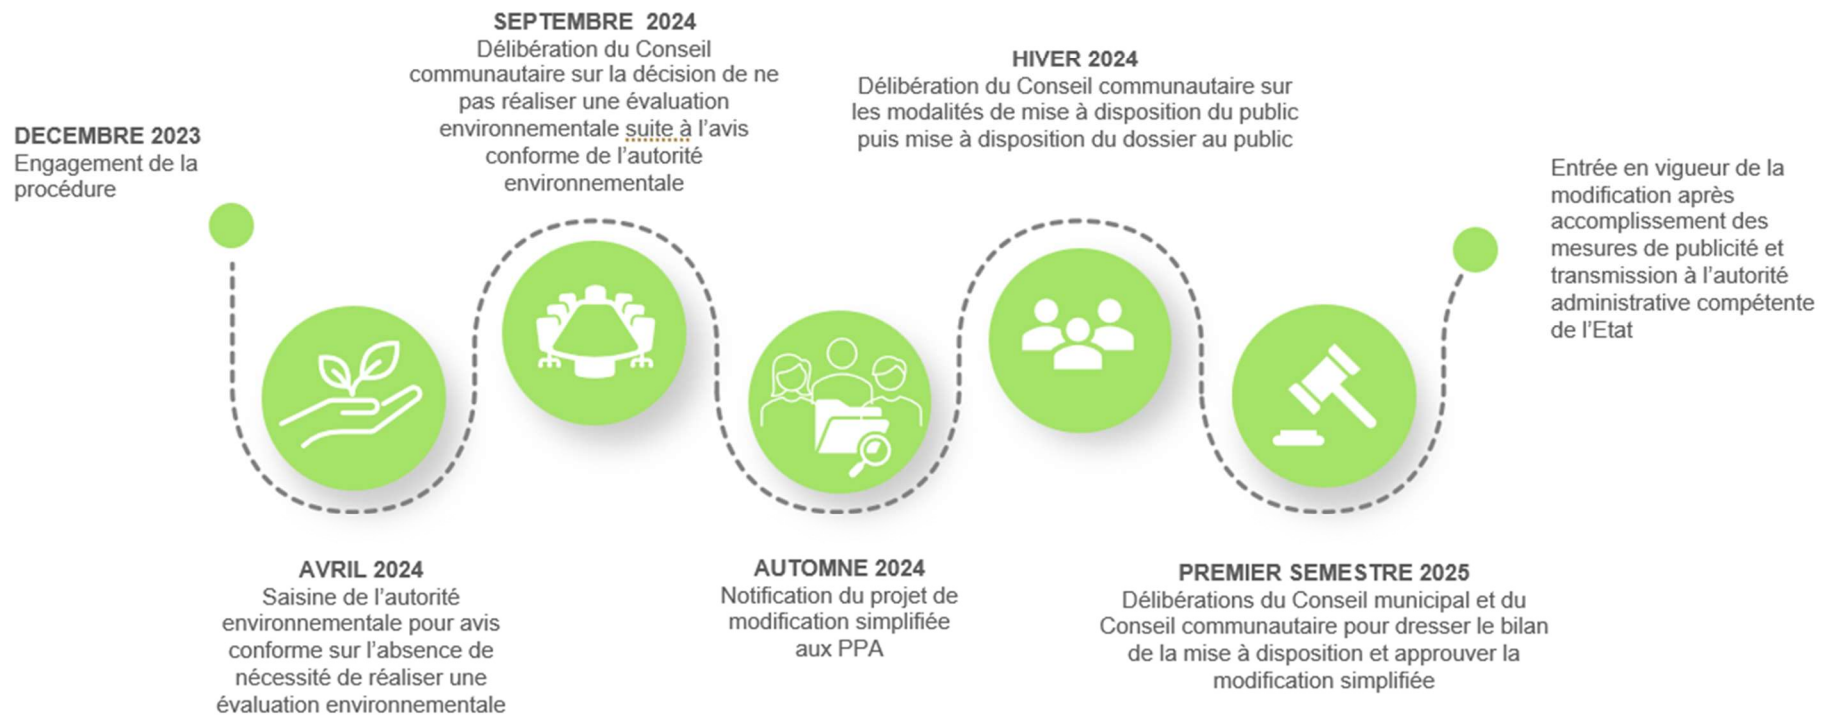 DECEMBRE 2023
Engagement de la
procédure
AVRIL 2024
Saisine de l’autorité
environnementale pour avis
conforme sur l’absence de
nécessité de réaliser une
évaluation environnementale
SEPTEMBRE 2024
Délibération du Conseil
communautaire sur la décision de ne
pas réaliser une évaluation
environnementale suite à l’avis
conforme de l’autorité
environnementale
AUTOMNE 2024
Notification du projet de
modification simplifiée
aux PPA
HIVER 2024
Délibération du Conseil communautaire sur
les modalités de mise à disposition du public
puis mise à disposition du dossier au public
PREMIER SEMESTRE 2025
Délibérations du Conseil municipal et du
Conseil communautaire pour dresser le bilan
de la mise à disposition et approuver la
modification simplifiée
Entrée en vigueur de la
modification après
accomplissement des
mesures de publicité et
transmission à l’autorité
administrative compétente
de l’Etat